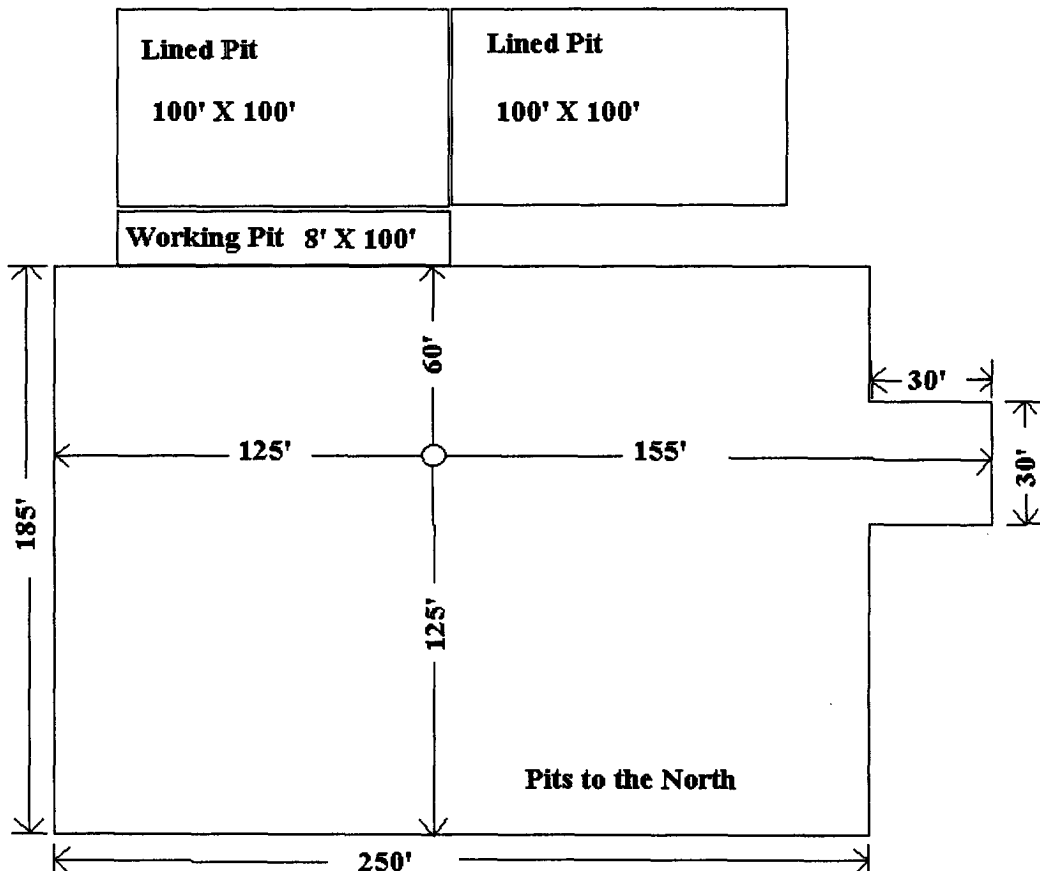 Lined Pit
100' X 100'
Lined Pit
100' X 100'
Working Pit 8' X 100'
60'
30'
125'
155'
30'
185'
125'
Pits to the North
250'